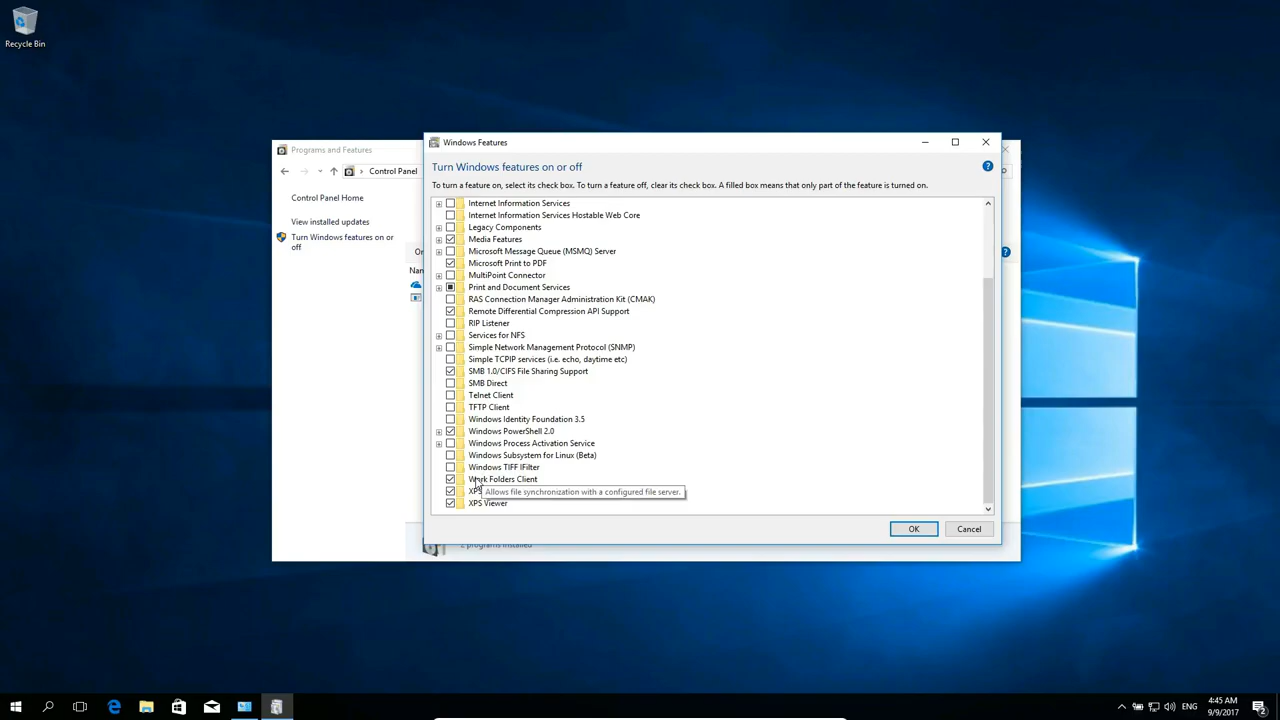 Recycle Bin
Windows Features
Programs and Features
Turn Windows features on or off
Control Panel
To turn a feature on, select its check box. To turn a feature off, clear its check box. A filled box means that only part of the feature is turned on.
Control Panel Home
View installed updates
Turn Windows features on or
off
Internet Information Services
Internet Information Services Hostable Web Core
Legacy Components
Media Features
Microsoft Message Queue (MSMQ) Server
Microsoft Print to PDF
MultiPoint Connector
Print and Document Services
RAS Connection Manager Administration Kit (CMAK)
Remote Differential Compression API Support
RIP Listener
Services for NFS
Simple Network Management Protocol (SNMP)
Simple TCPIP services (i.e. echo, daytime etc)
SMB 1.0/CIFS File Sharing Support
SMB Direct
Telnet Client
TFTP Client
Windows Identity Foundation 3.5
Windows PowerShell 2.0
Windows Process Activation Service
Windows Subsystem for Linux (Beta)
Windows TIFF IFilter
Work Folders Client
Allows file synchronization with a configured file server.
XPS Viewer
OK
Cancel
ENG
4:45 AM
9/9/2017
2